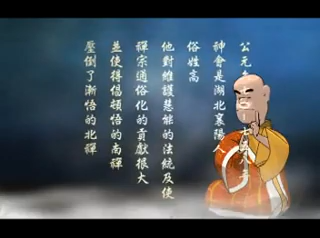 公元
神會是湖北襄陽人
俗姓高
他對維護慧能的法統及使
禪宗通俗化的貢獻很大
並使得倡頓悟的南禪
壓倒了漸悟的北禪